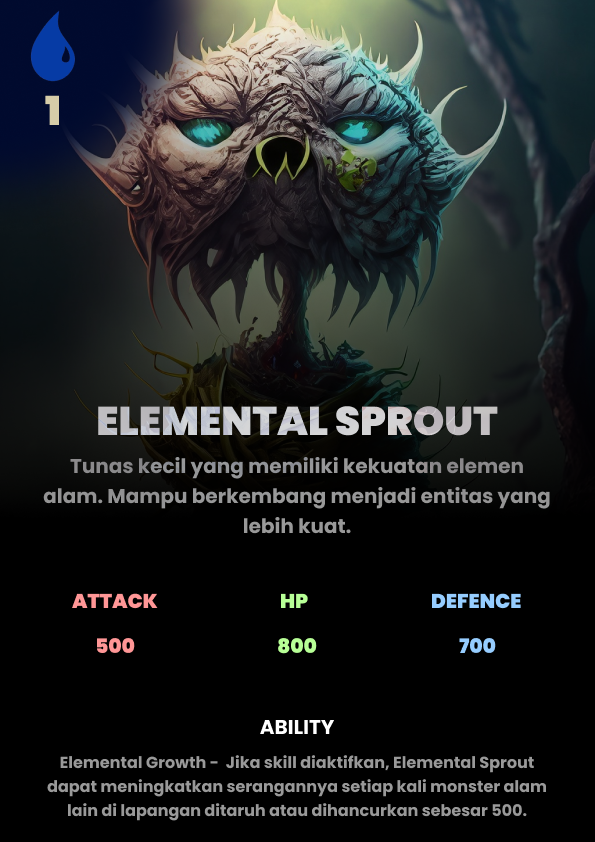 1
ELEMENTAL SPROUT
Tunas kecil yang memiliki kekuatan elemen
alam. Mampu berkembang menjadi entitas yang
lebih kuat.
ATTACK HP DEFENCE
500 800 700
ABILITY
Elemental Growth - Jika skill diaktifkan, Elemental Sprout
dapat meningkatkan serangannya setiap kali monster alam
lain di lapangan ditaruh atau dihancurkan sebesar 500.